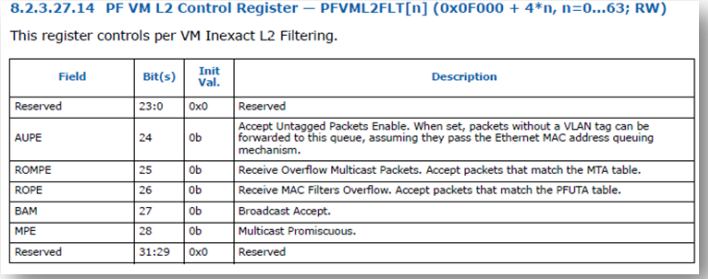 8.2.3.27.14 PF VM L2 Control Register — PFVML2FLT[n] (0x0F000 + 4*n, n=0...63; RW)
This register controls per VM Inexact L2 Filtering.
Field Bit(s) Init Val. Description
Reserved 23:0 0x0 Reserved
AUPE 24 0b Accept Untagged Packets Enable. When set, packets without a VLAN tag can be
forwarded to this queue, assuming they pass the Ethernet MAC address queuing
mechanism.
ROMPE 25 0b Receive Overflow Multicast Packets. Accept packets that match the MTA table.
ROPE 26 0b Receive MAC Filters Overflow. Accept packets that match the PFUTA table.
BAM 27 0b Broadcast Accept.
MPE 28 0b Multicast Promiscuous.
Reserved 31:29 0x0 Reserved